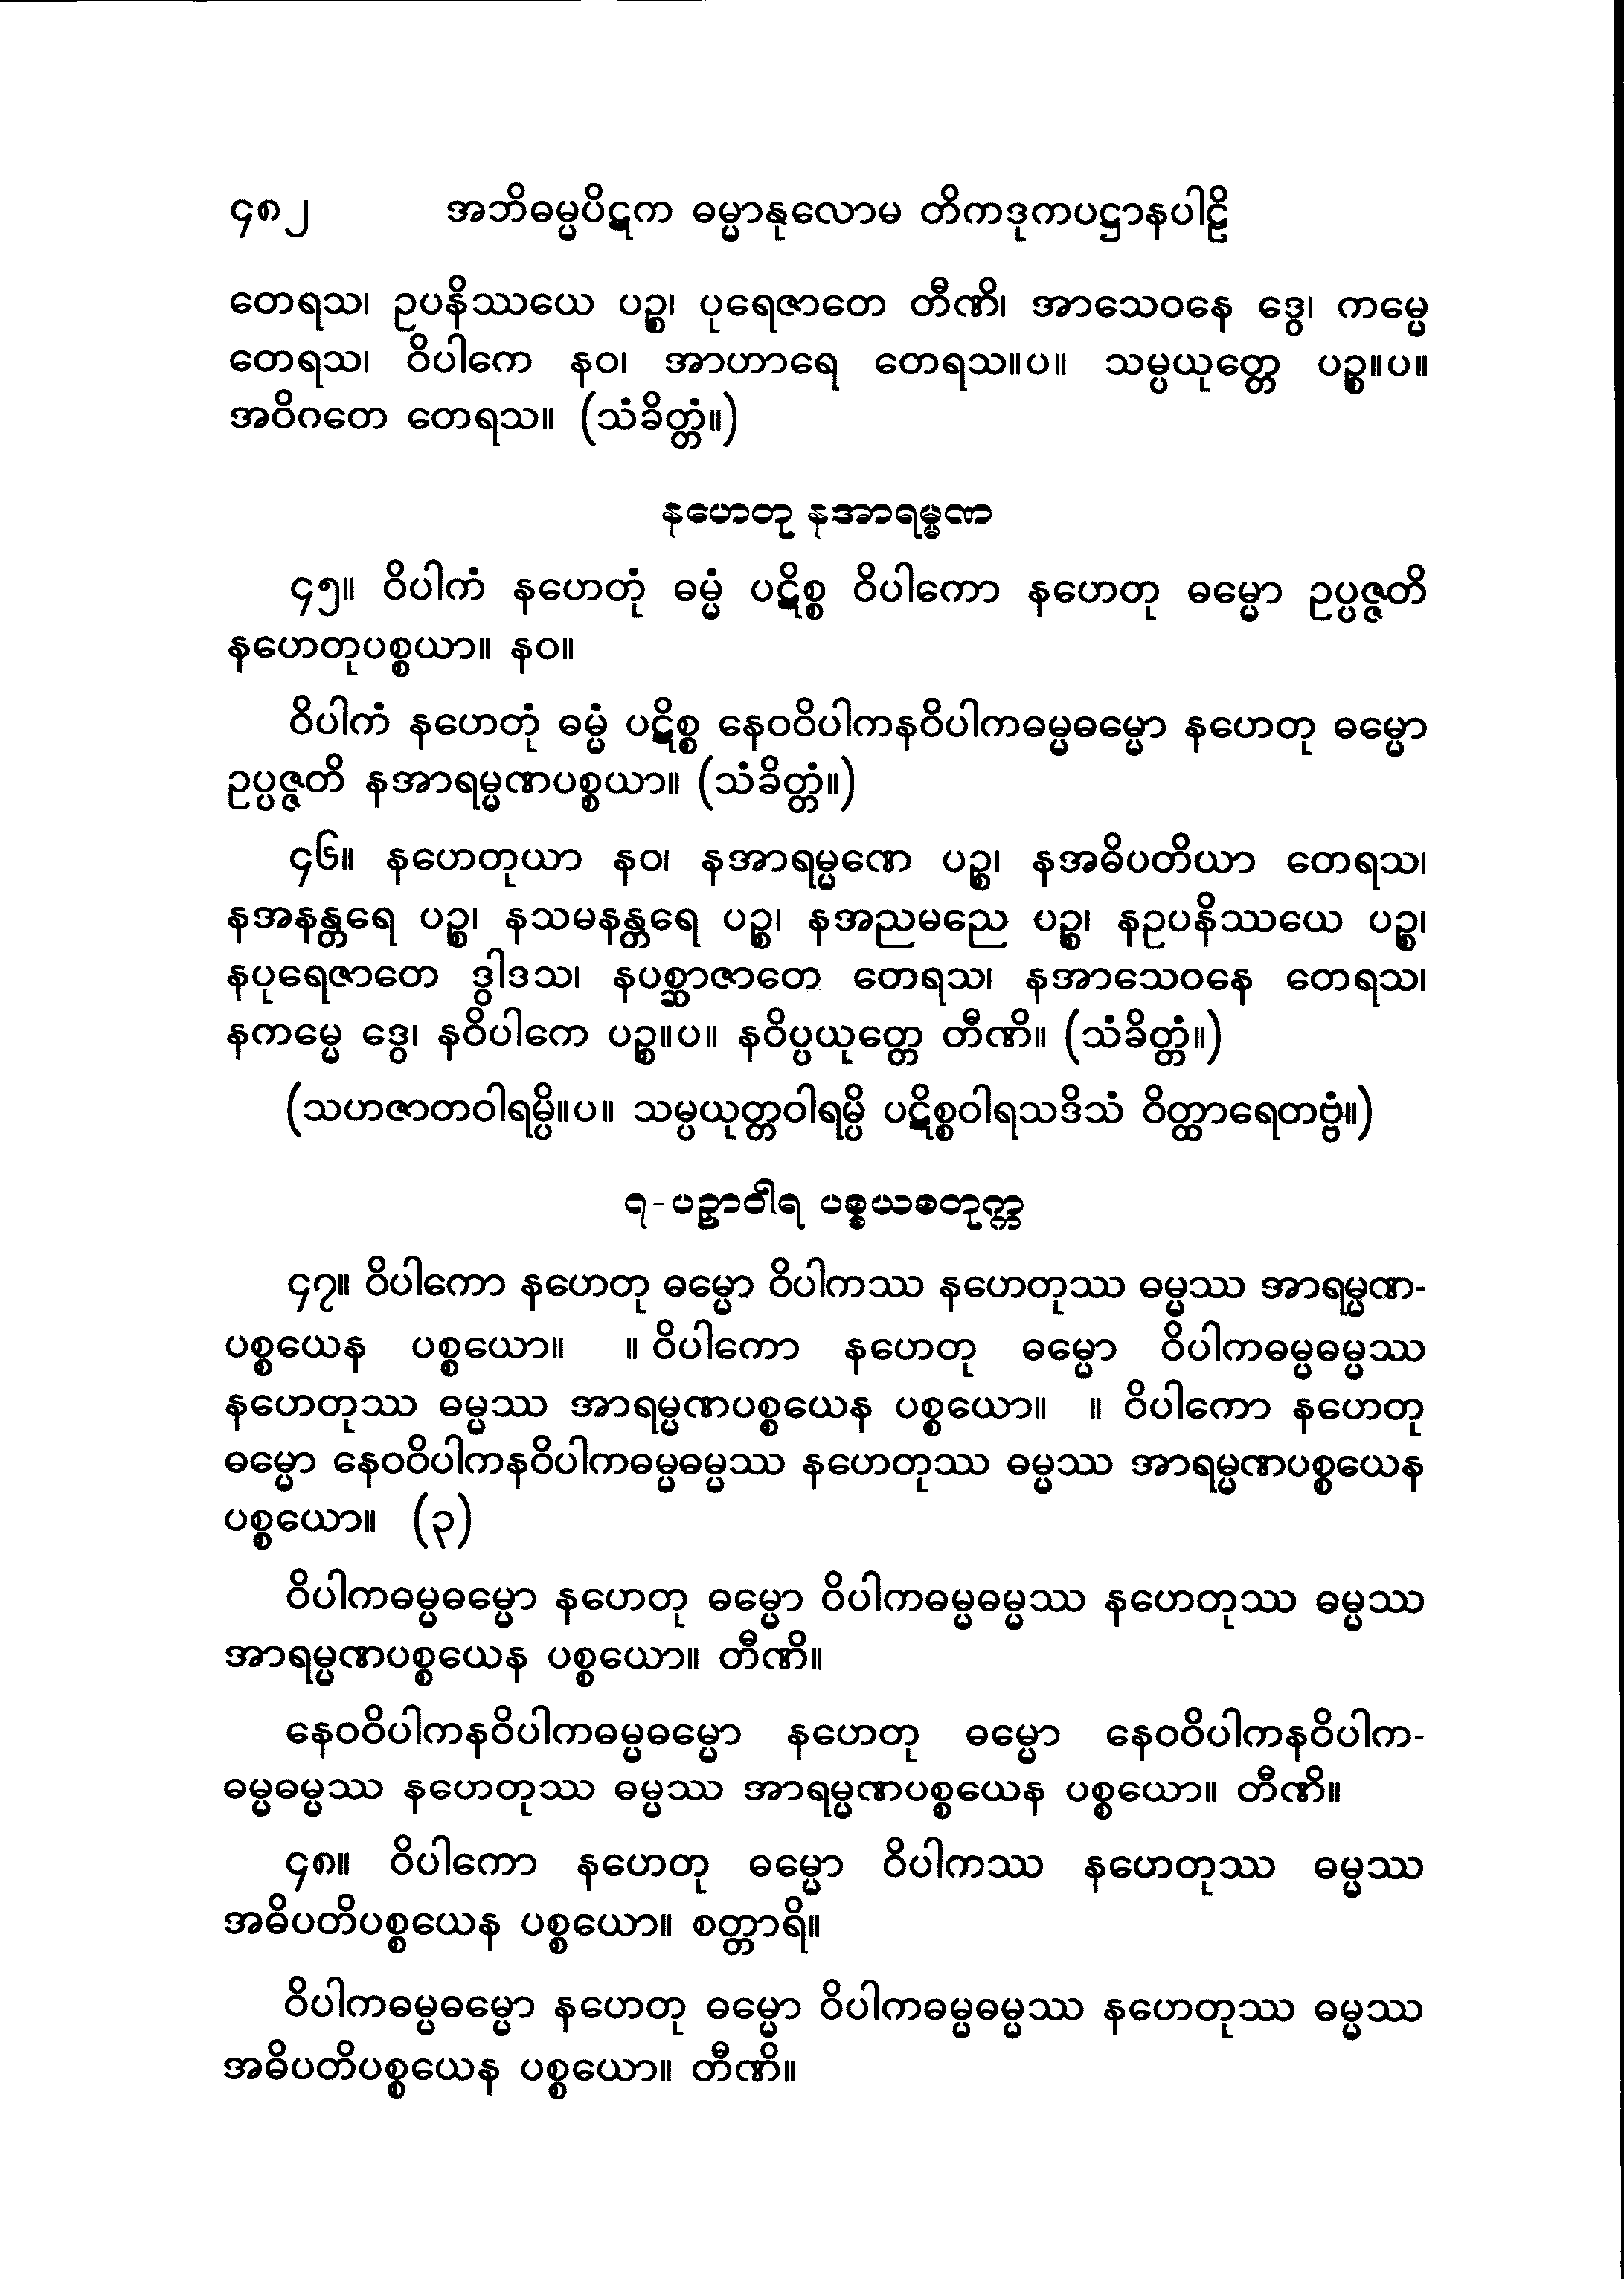 ၄၈၂ အဘိဓမ္မပိဋက ဓမ္မာနုလောမ တိကဒုကပဋ္ဌာနပါဠိ
တေရသ၊ ဥပနိဿယေ ပဉ္စ၊ ပုရေဇာတေ တီဏိ၊ အာသေဝနေ ဒွေ၊ ကမ္မေ
တေရသ၊ ဝိပါကေ နဝ၊ အာဟာရေ တေရသ။ပ။ သမ္ပယုတ္တေ ပဉ္စ။ပ။
အဝိဂတေ တေရသ။ (သံခိတ္တံ။)
နဟေတု နအာရမ္မဏ
၄၅။ ဝိပါကံ နဟေတုံ ဓမ္မံ ပဋိစ္စ ဝိပါကော နဟေတု ဓမ္မော ဥပ္ပဇ္ဇတိ
နဟေတုပစ္စယာ။ နဝ။
ဝိပါကံ နဟေတုံ ဓမ္မံ ပဋိစ္စ နေဝဝိပါကနဝိပါကဓမ္မဓမ္မော နဟေတု ဓမ္မော
ဥပ္ပဇ္ဇတိ နအာရမ္မဏပစ္စယာ။ (သံခိတ္တံ။)
၄၆။ နဟေတုယာ နဝ၊ နအာရမ္မဏေ ပဉ္စ၊ နအဓိပတိယာ တေရသ၊
နအနန္တရေ ပဉ္စ၊ နသမနန္တရေ ပဉ္စ၊ နအညမညေ ပဉ္စ၊ နဥပနိဿယေ ပဉ္စ၊
နပုရေဇာတေ ဒွါဒသ၊ နပစ္ဆာဇာတေ တေရသ၊ နအာသေဝနေ တေရသ၊
နကမ္မေ ဒွေ၊ နဝိပါကေ ပဉ္စ။ပ။ နဝိပ္ပယုတ္တေ တီဏိ။ (သံခိတ္တံ။)
(သဟဇာတဝါရမ္ပိ။ပ။ သမ္ပယုတ္တဝါရမ္ပိ ပဋိစ္စဝါရသဒိသံ ဝိတ္ထာရေတဗ္ဗံ။)
၇-ပဉှာဝါရ ပစ္စယစတုက္က
၄၇။ ဝိပါကော နဟေတု ဓမ္မော ဝိပါကဿ နဟေတုဿ ဓမ္မဿ အာရမ္မဏ-
ပစ္စယေန ပစ္စယော။ ။ ဝိပါကော နဟေတု ဓမ္မော ဝိပါကဓမ္မဓမ္မဿ
နဟေတုဿ ဓမ္မဿ အာရမ္မဏပစ္စယေန ပစ္စယော။ ။ ဝိပါကော နဟေတု
ဓမ္မော နေဝဝိပါကနဝိပါကဓမ္မဓမ္မဿ နဟေတုဿ ဓမ္မဿ အာရမ္မဏပစ္စယေန
ပစ္စယော။ (၃)
ဝိပါကဓမ္မဓမ္မော နဟေတု ဓမ္မော ဝိပါကဓမ္မဓမ္မဿ နဟေတုဿ ဓမ္မဿ
အာရမ္မဏပစ္စယေန ပစ္စယော။ တီဏိ။
နေဝဝိပါကနဝိပါကဓမ္မဓမ္မော နဟေတု ဓမ္မော နေဝဝိပါကနဝိပါက-
ဓမ္မဓမ္မဿ နဟေတုဿ ဓမ္မဿ အာရမ္မဏပစ္စယေန ပစ္စယော။ တီဏိ။
၄၈။ ဝိပါကော နဟေတု ဓမ္မော ဝိပါကဿ နဟေတုဿ ဓမ္မဿ
အဓိပတိပစ္စယေန ပစ္စယော။ စတ္တာရိ။
ဝိပါကဓမ္မဓမ္မော နဟေတု ဓမ္မော ဝိပါကဓမ္မဓမ္မဿ နဟေတုဿ ဓမ္မဿ
အဓိပတိပစ္စယေန ပစ္စယော။ တီဏိ။